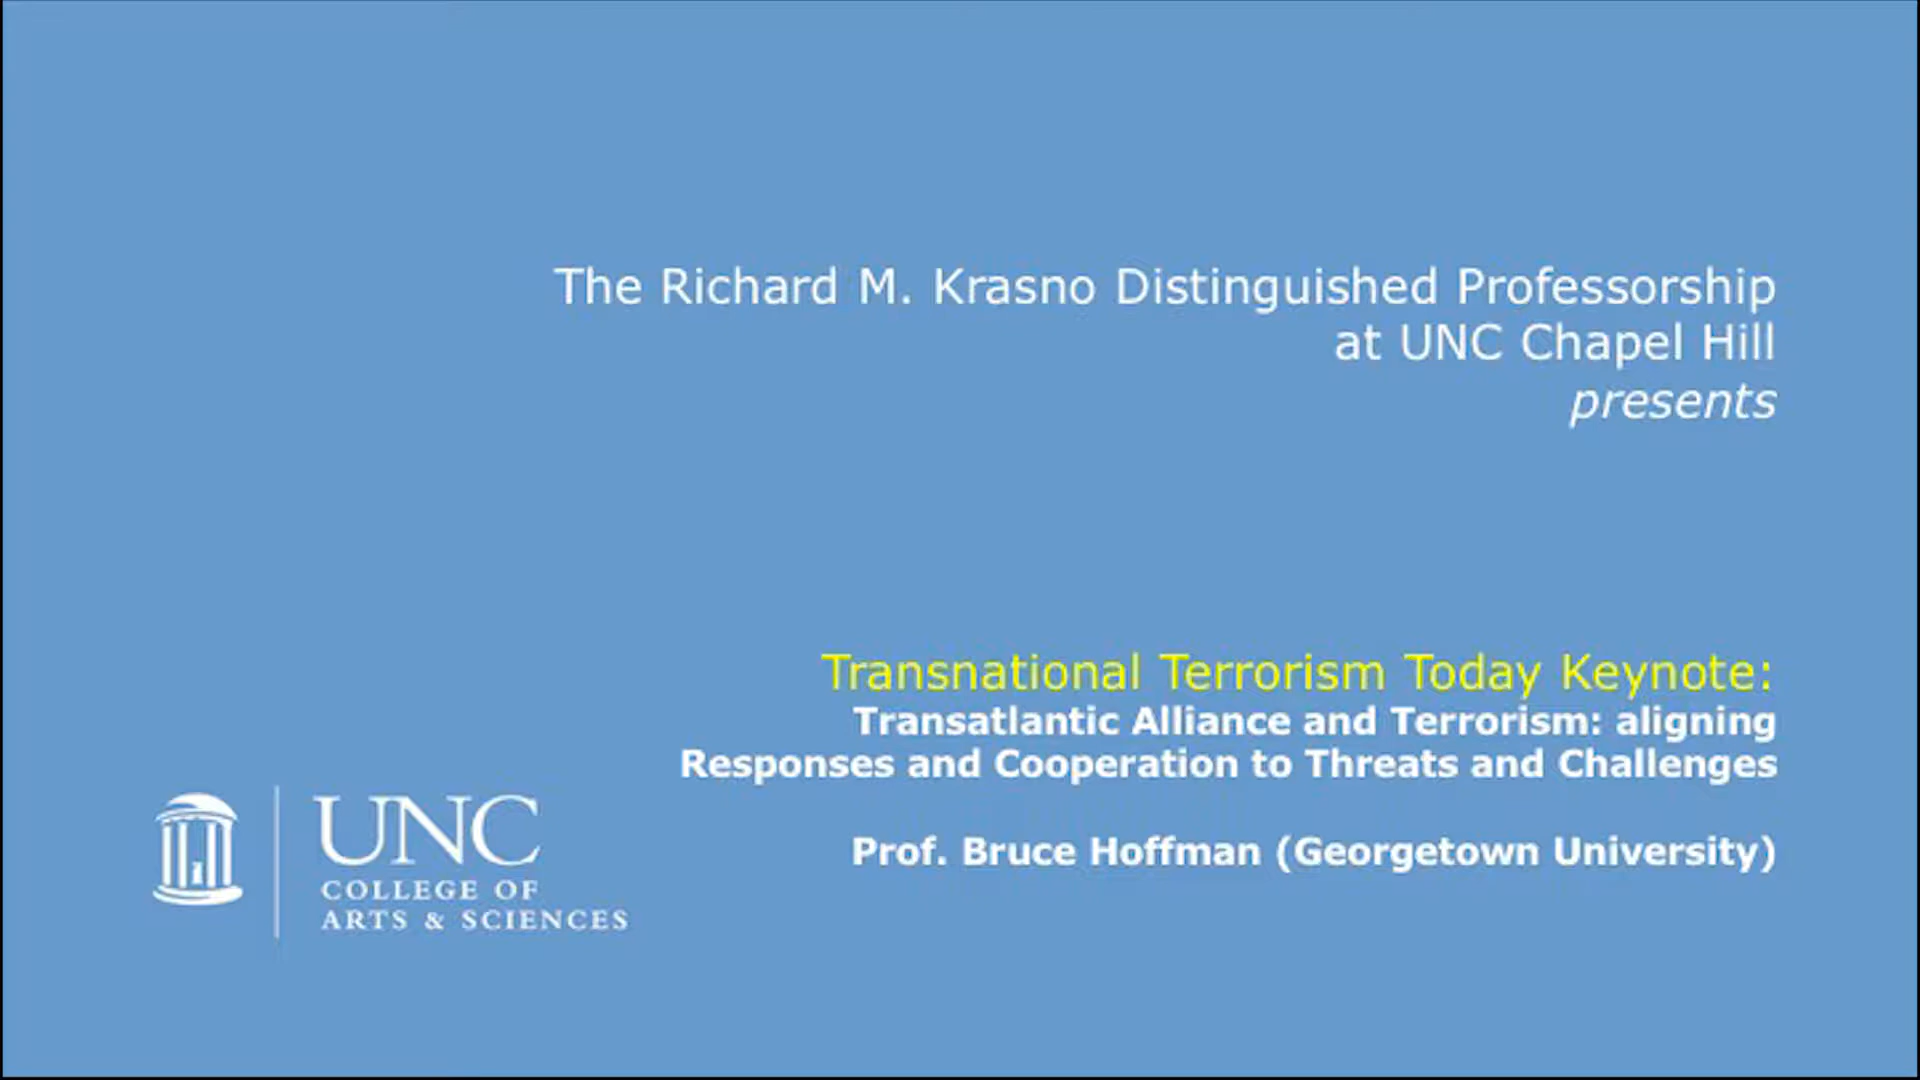 The Richard M. Krasno Distinguished Professorship
at UNC Chapel Hill
presents
Transnational Terrorism Today Keynote:
Transatlantic Alliance and Terrorism: aligning
Responses and Cooperation to Threats and Challenges
Prof. Bruce Hoffman (Georgetown University)
UNC
COLLEGE OF
ARTS & SCIENCES